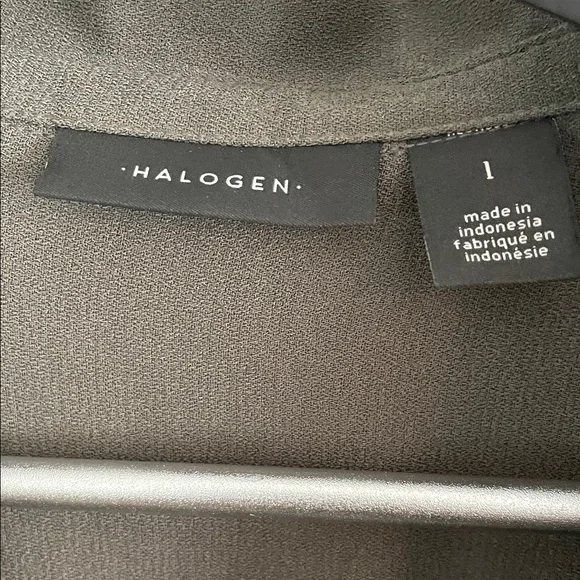 ·HALOGEN·
l
made in
indonesia
fabriqué en
indonésie